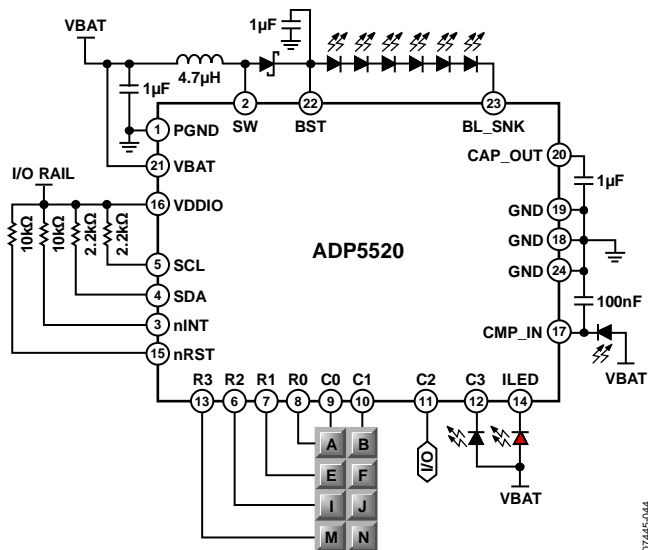 1µF
VBAT
4.7µH
1µF
2
22
23
SW
BST
BL_SNK
1
PGND
20
CAP_OUT
21
VBAT
1µF
I/O RAIL
16
VDDIO
19
GND
10kΩ
10kΩ
2.2kΩ
2.2kΩ
18
GND
ADP5520
5
SCL
24
GND
4
SDA
100nF
3
nINT
17
CMP_IN
15
nRST
VBAT
R3
R2
R1
R0
C0
C1
C2
C3
ILED
13
6
7
8
9
10
11
12
14
A
B
I/O
E
F
I
J
VBAT
M
N
07445-044